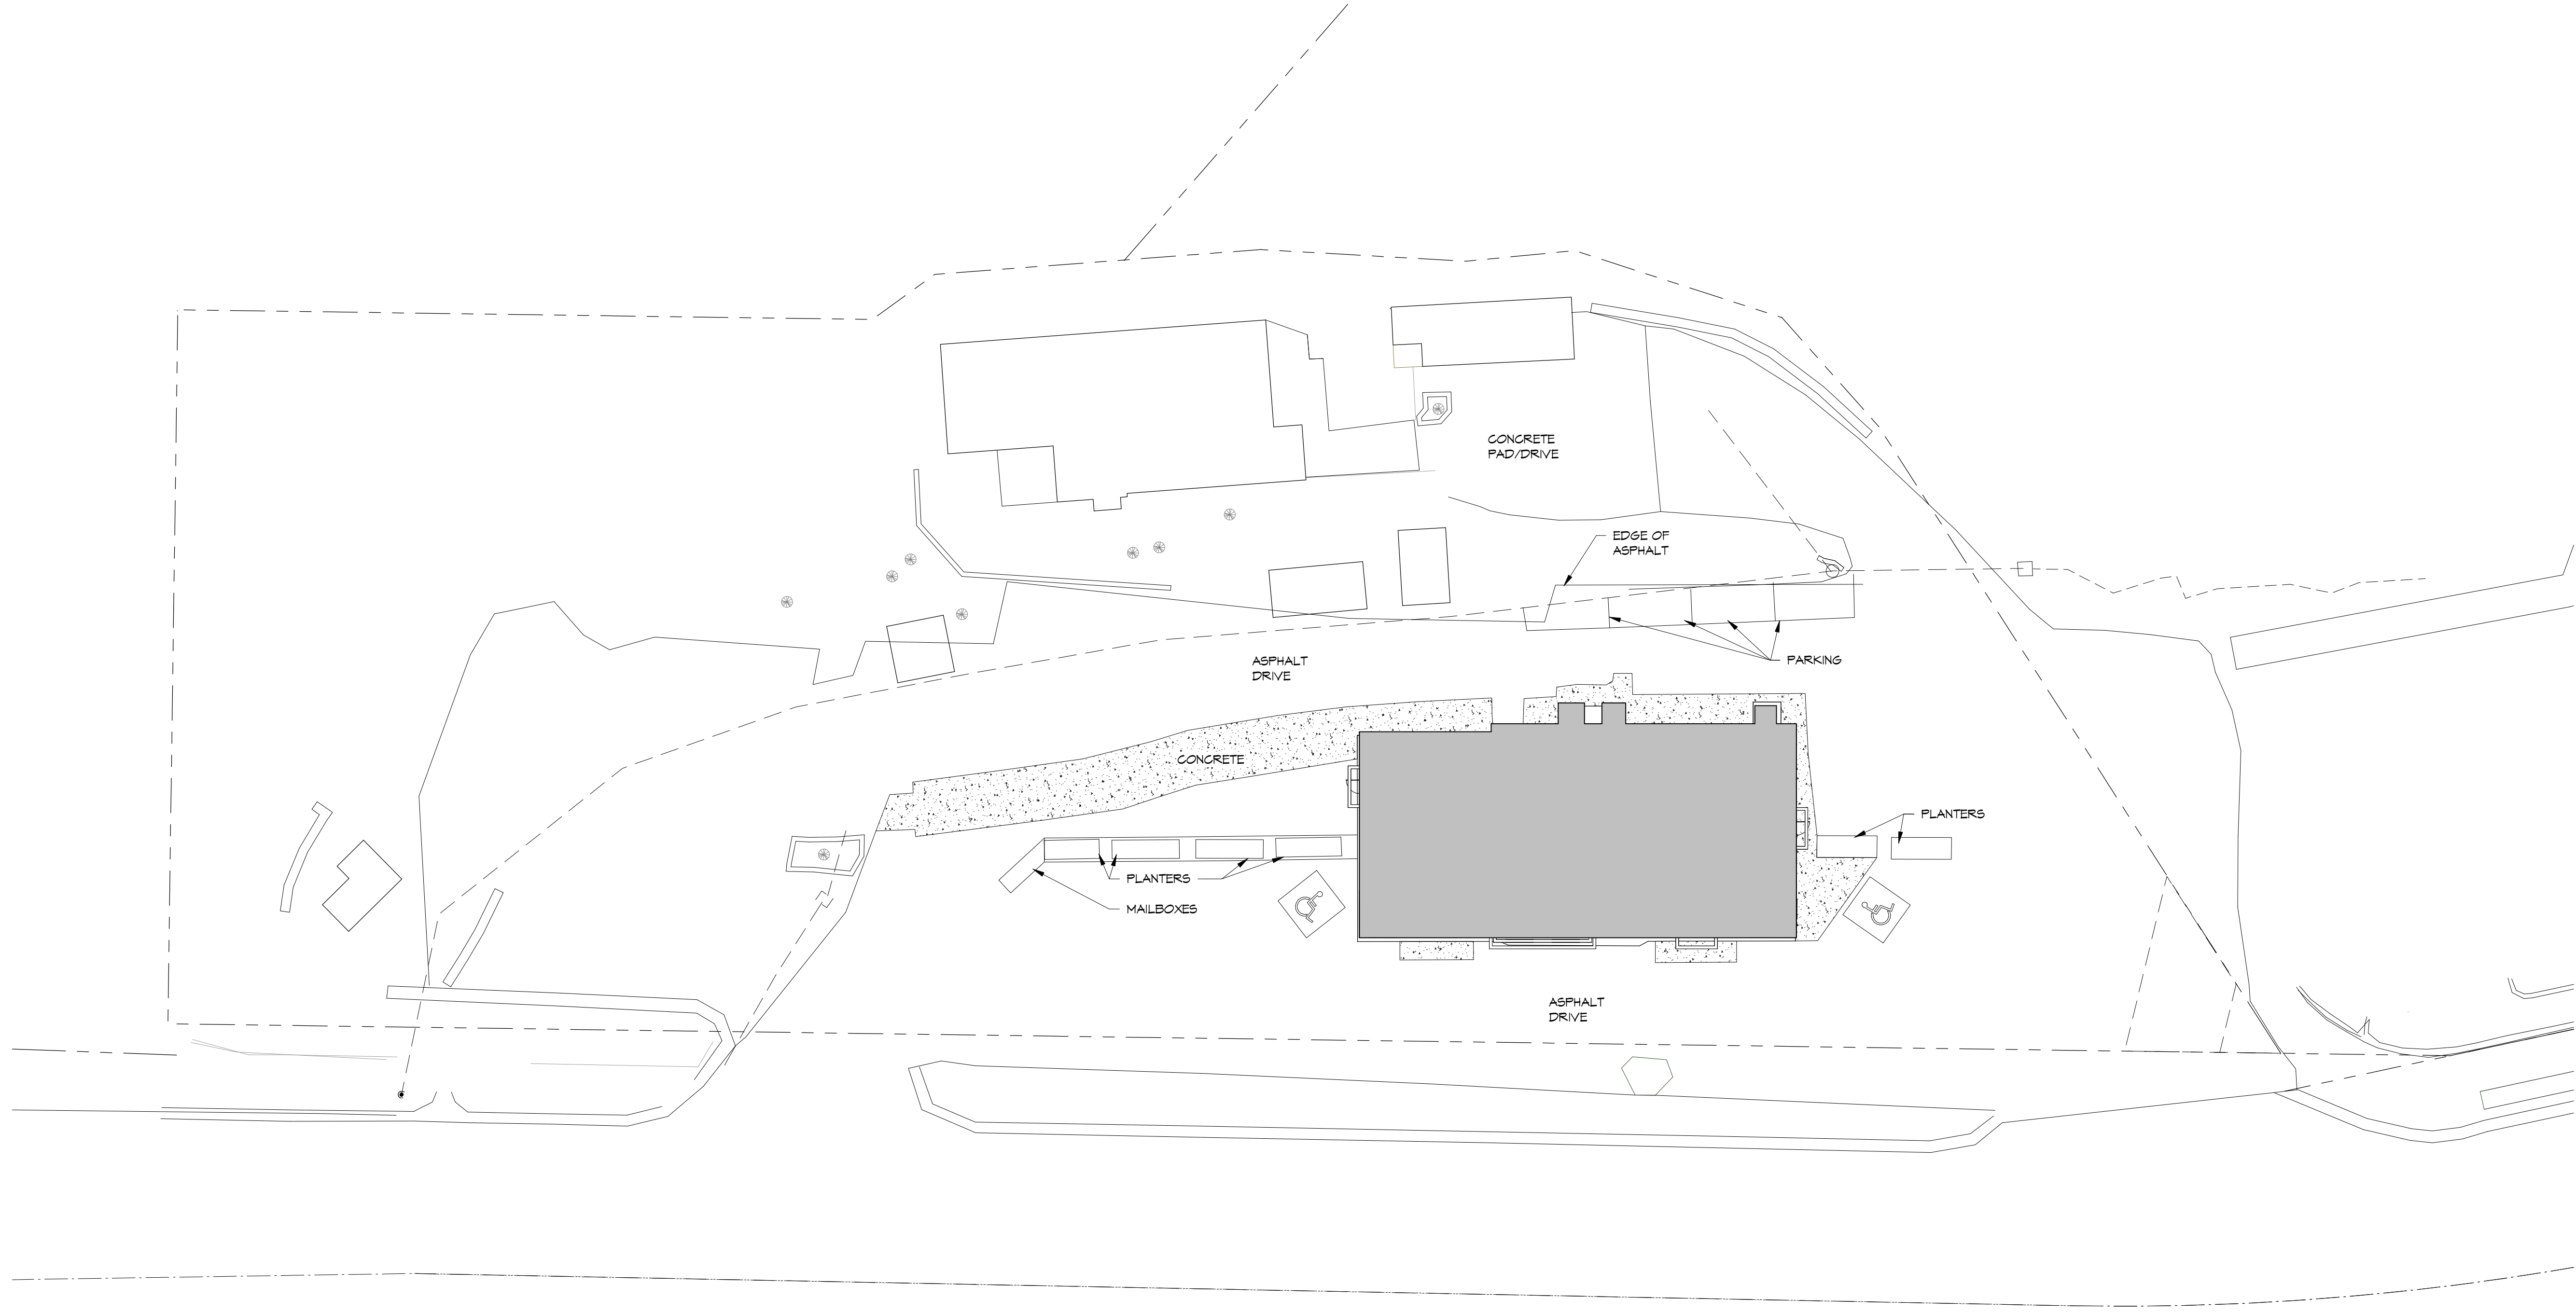 CONCRETE
PAD/DRIVE
EDGE OF
ASPHALT
ASPHALT
DRIVE
PARKING
CONCRETE
PLANTERS
PLANTERS
MAILBOXES
ASPHALT
DRIVE